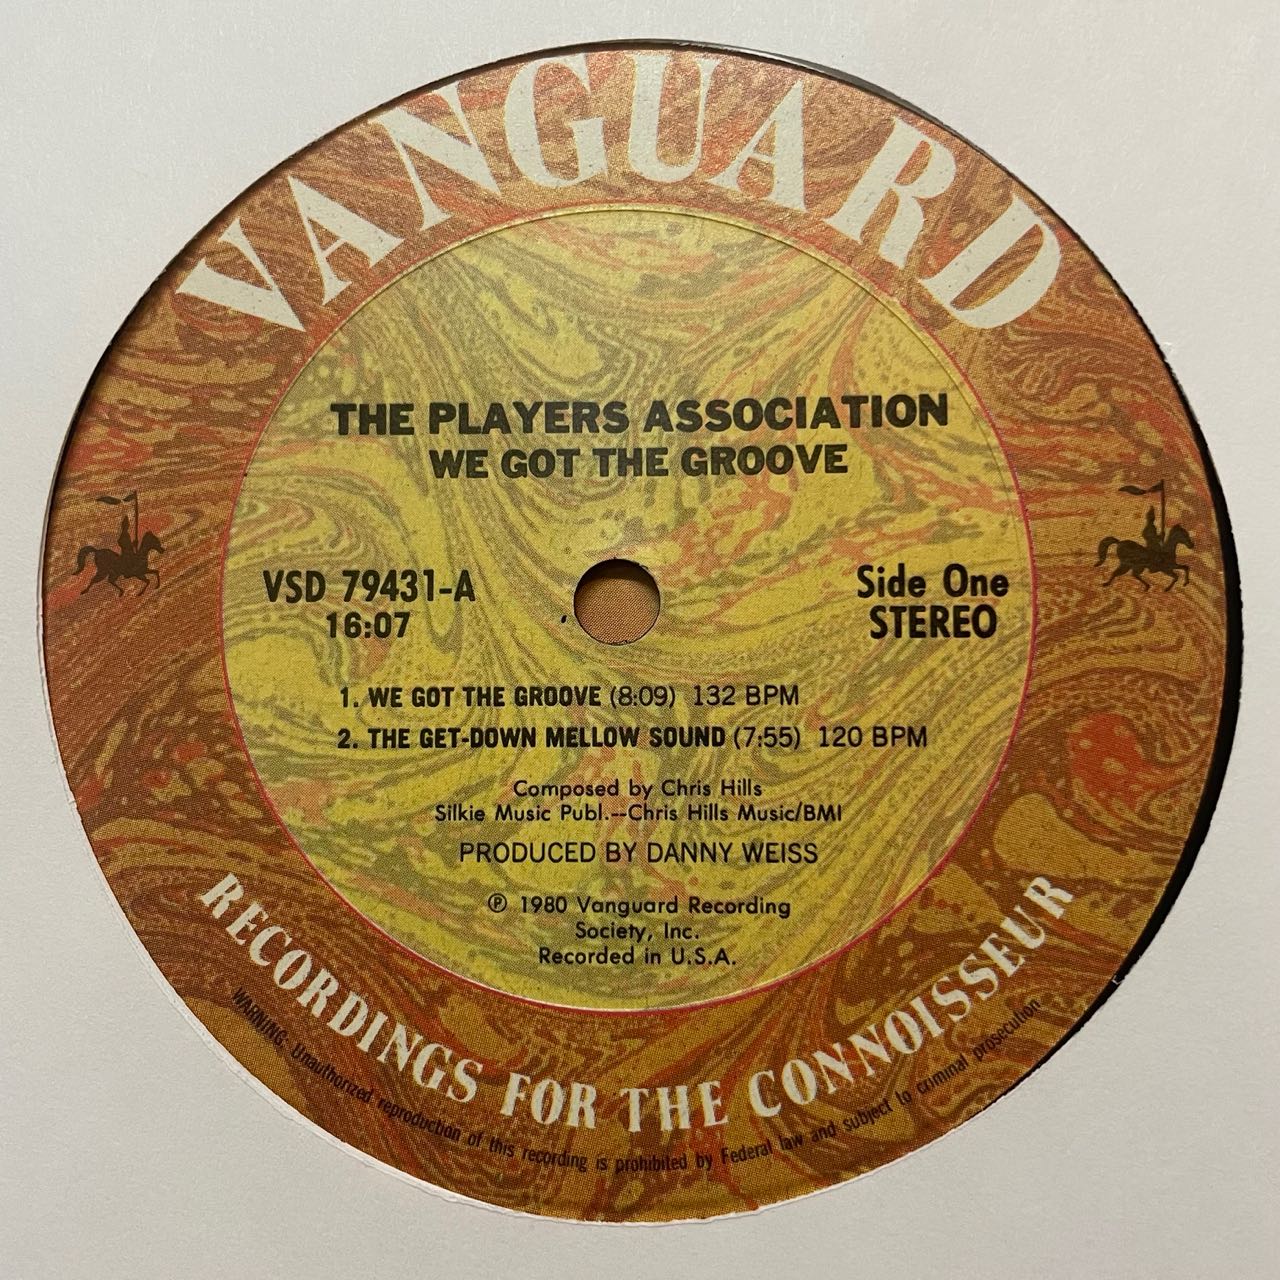 VANGUARD
THE PLAYERS ASSOCIATION
WE GOT THE GROOVE
VSD 79431-A
16:07
Side One
STEREO
1. WE GOT THE GROOVE (8:09) 132 BPM
2. THE GET-DOWN MELLOW SOUND (7:55) 120 BPM
Composed by Chris Hills
Silkie Music Publ.--Chris Hills Music/BMI
PRODUCED BY DANNY WEISS
℗ 1980 Vanguard Recording
Society, Inc.
Recorded in U.S.A.
RECORDINGS FOR THE CONNOISSEUR
WARNING: Unauthorized reproduction of this recording is prohibited by Federal law and subject to criminal prosecution